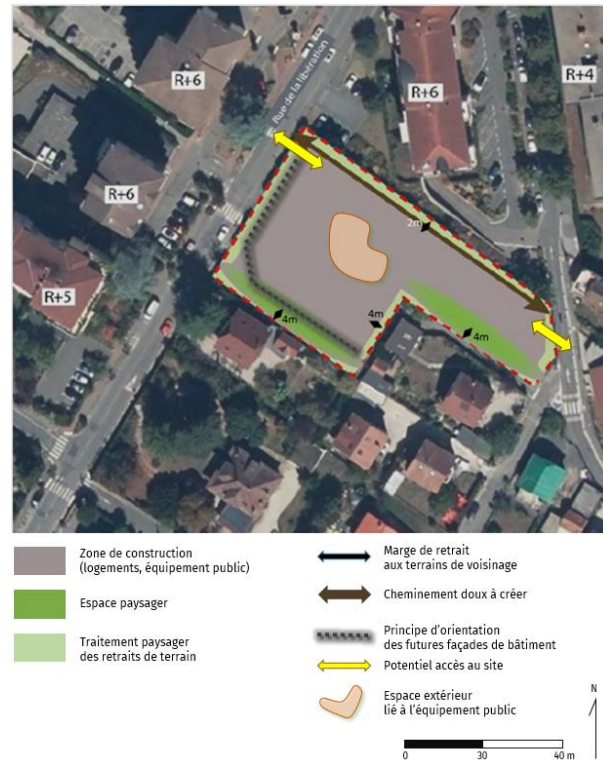 R+6
Rue de la libération
R+6
R+4
R+6
2m
R+5
4m
4m
4m
Zone de construction
(logements, équipement public)
Espace paysager
Traitement paysager
des retraits de terrain
Marge de retrait
aux terrains de voisinage
Cheminement doux à créer
Principe d'orientation
des futures façades de bâtiment
Potentiel accès au site
Espace extérieur
lié à l'équipement public
N
0 30 40 m